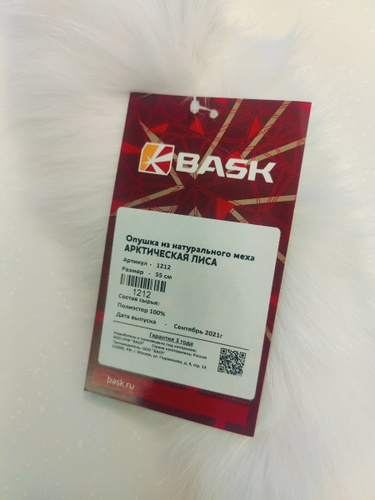 BASK
Опушка из натурального меха
АРКТИЧЕСКАЯ ЛИСА
Артикул - 1212
Размер - 55 см
1212
Состав сырья:
Полиэстер 100%
Дата выпуска - Сентябрь 2021г
Гарантия 3 года
bask.ru